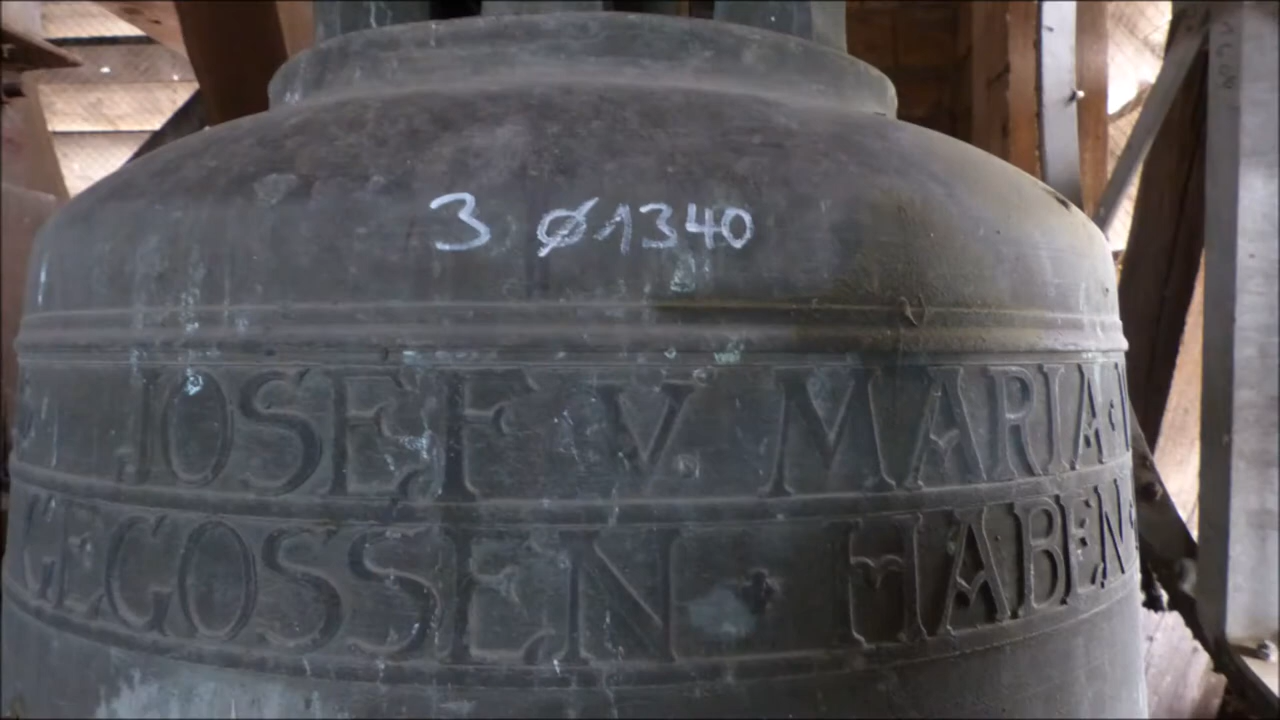 3 Ø1340
JOSEF V. MARIA ·
GEGOSSEN + HABEN ·